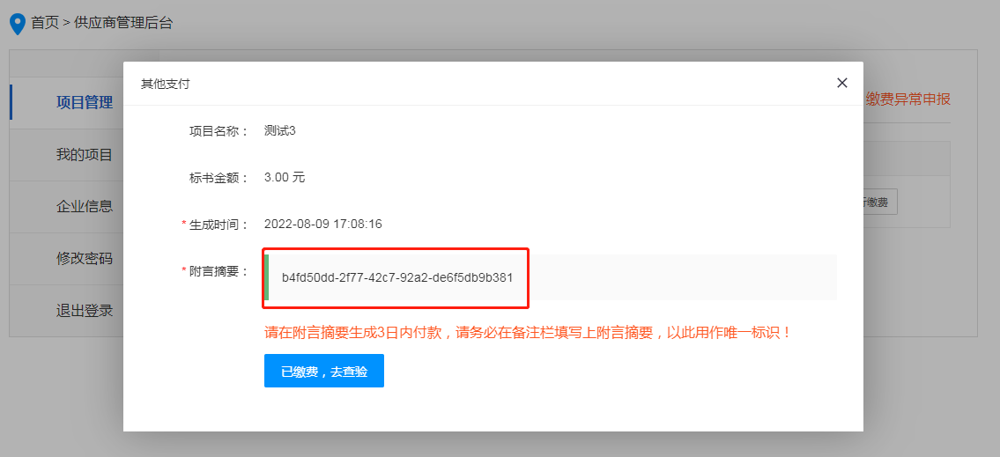 首页 > 供应商管理后台
其他支付
项目管理
缴费异常申报
项目名称： 测试3
我的项目
标书金额： 3.00 元
缴费
企业信息
* 生成时间： 2022-08-09 17:08:16
修改密码
* 附言摘要： b4fd50dd-2f77-42c7-92a2-de6f5db9b381
退出登录
请在附言摘要生成3日内付款，请务必在备注栏填写上附言摘要，以此用作唯一标识！
已缴费，去查验